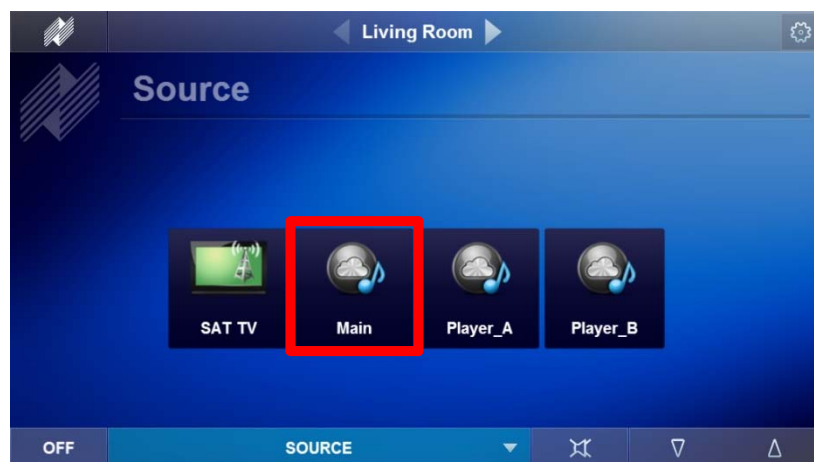 Living Room
Source
SAT TV
Main
Player_A
Player_B
OFF
SOURCE